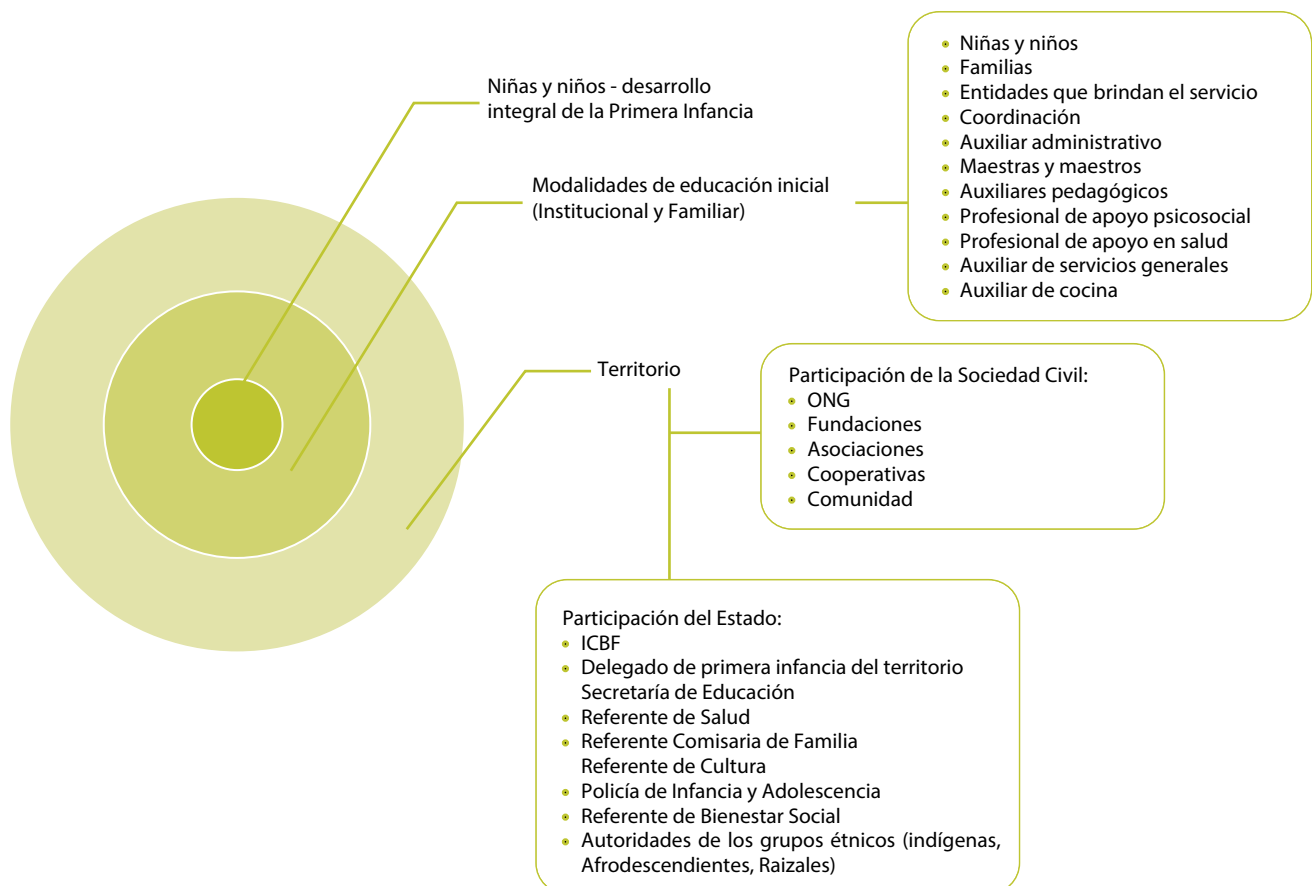 Niñas y niños - desarrollo
integral de la Primera Infancia
Modalidades de educación inicial
(Institucional y Familiar)
• Niñas y niños
• Familias
• Entidades que brindan el servicio
• Coordinación
• Auxiliar administrativo
• Maestras y maestros
• Auxiliares pedagógicos
• Profesional de apoyo psicosocial
• Profesional de apoyo en salud
• Auxiliar de servicios generales
• Auxiliar de cocina
Territorio
Participación de la Sociedad Civil:
• ONG
• Fundaciones
• Asociaciones
• Cooperativas
• Comunidad
Participación del Estado:
• ICBF
• Delegado de primera infancia del territorio
Secretaría de Educación
• Referente de Salud
• Referente Comisaria de Familia
Referente de Cultura
• Policía de Infancia y Adolescencia
• Referente de Bienestar Social
• Autoridades de los grupos étnicos (indígenas,
Afrodescendientes, Raizales)